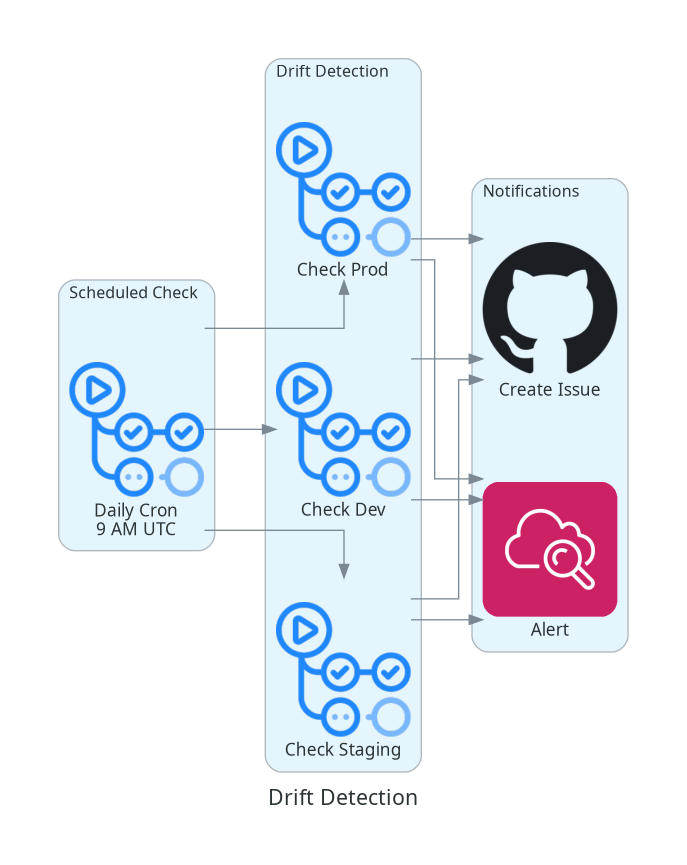 Drift Detection
Check Prod
Notifications
Scheduled Check
Create Issue
Daily Cron
9 AM UTC
Check Dev
Alert
Check Staging
Drift Detection